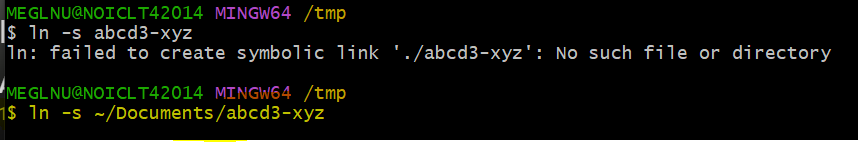 MEGLNU@NOICLT42014 MINGW64 /tmp
$ ln -s abcd3-xyz
ln: failed to create symbolic link './abcd3-xyz': No such file or directory
MEGLNU@NOICLT42014 MINGW64 /tmp
$ ln -s ~/Documents/abcd3-xyz